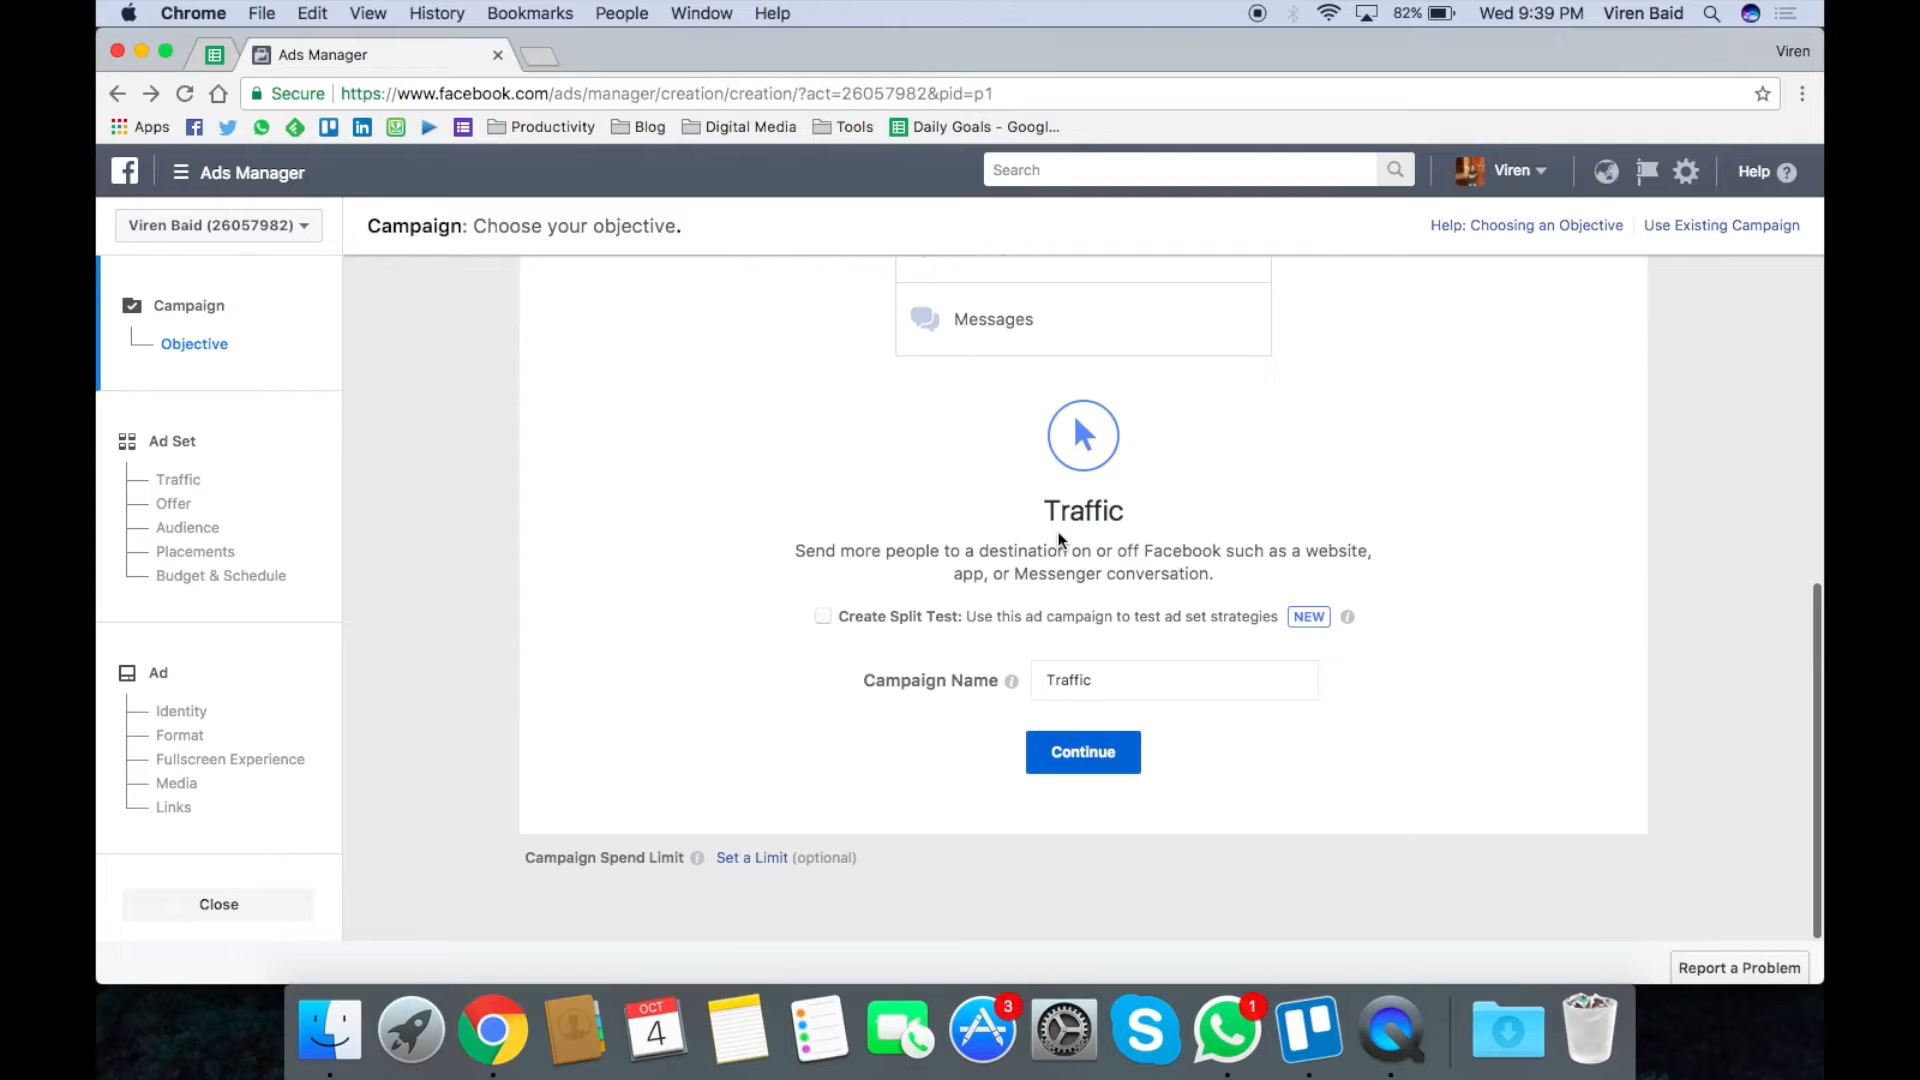 Chrome File Edit View History Bookmarks People Window Help 82% Wed 9:39 PM Viren Baid
Ads Manager Viren
Secure https://www.facebook.com/ads/manager/creation/creation/?act=26057982&pid=p1
Apps Productivity Blog Digital Media Tools Daily Goals - Googl...
Ads Manager Search Viren Help
Viren Baid (26057982) Campaign: Choose your objective. Help: Choosing an Objective Use Existing Campaign
Campaign
Objective
Messages
Ad Set
Traffic
Offer
Audience
Placements
Budget & Schedule
Traffic
Send more people to a destination on or off Facebook such as a website,
app, or Messenger conversation.
Create Split Test: Use this ad campaign to test ad set strategies NEW
Campaign Name Traffic
Continue
Ad
Identity
Format
Fullscreen Experience
Media
Links
Campaign Spend Limit Set a Limit (optional)
Close
Report a Problem
OCT
4
3
1